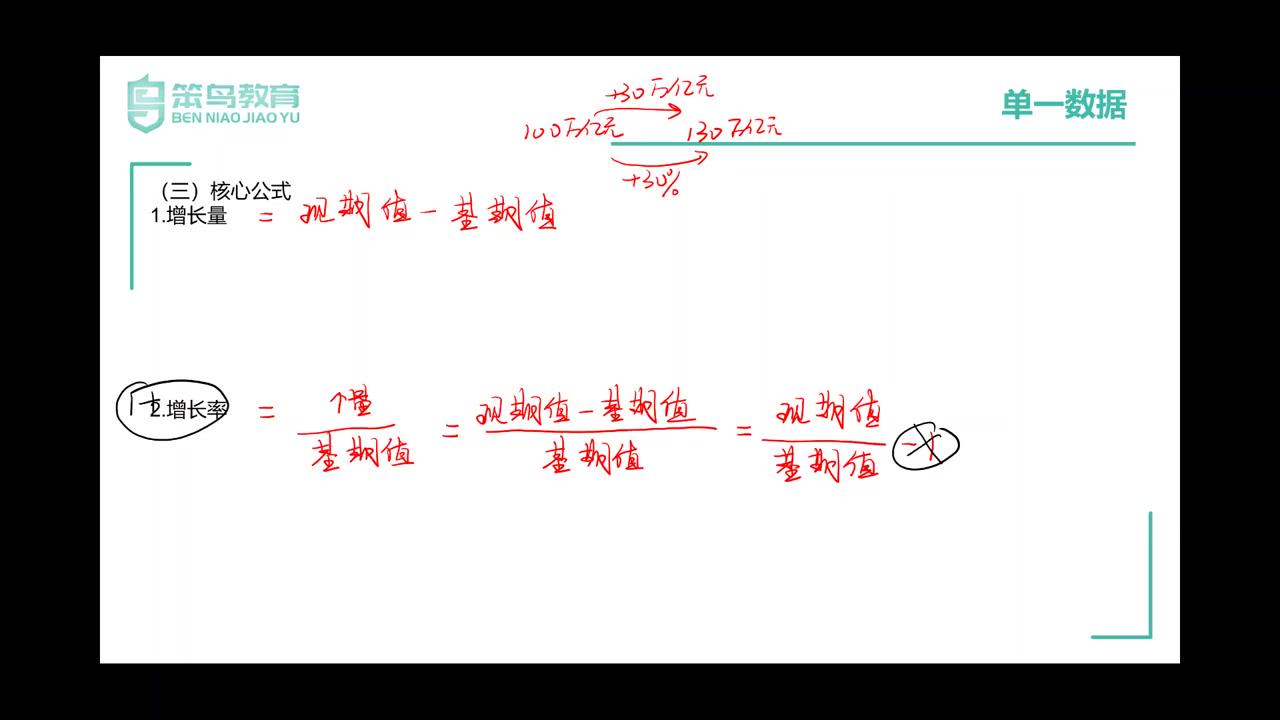 笨鸟教育
BEN NIAO JIAO YU
单一数据
+30万亿元
100万亿元 130万亿元
+30%
（三）核心公式
1.增长量 = 现期值 - 基期值
1+ 2.增长率 = 个量/基期值 = 现期值-基期值/基期值 = 现期值/基期值 -1